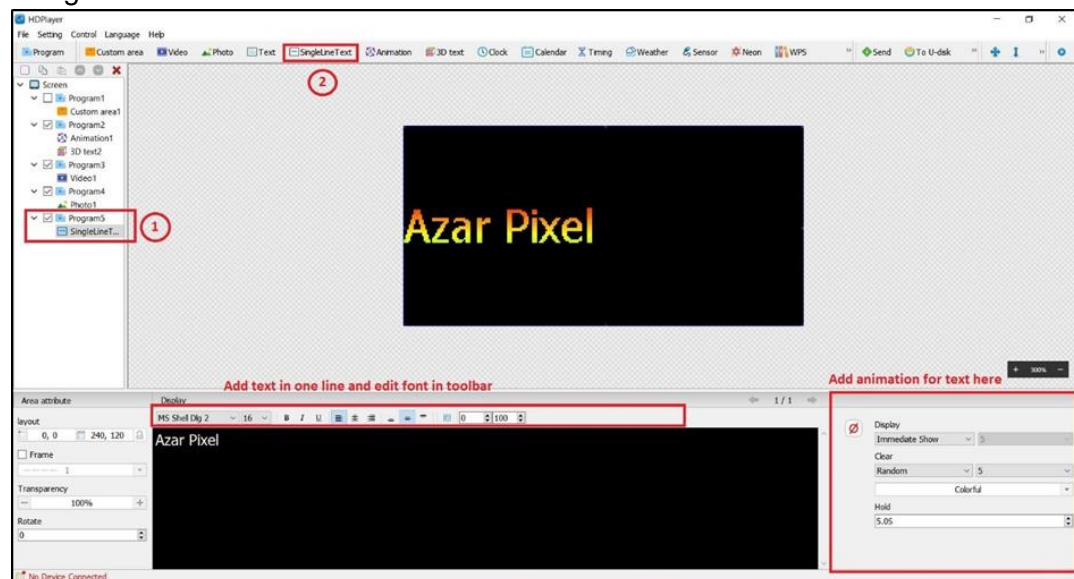 HDPlayer
File Setting Control Language Help
Program Custom area Video Photo Text SingleLineText Animation 3D text Clock Calendar Timing Weather Sensor Neon WPS Send To U-disk
Screen
Program1
Custom area1
Program2
Animation1
3D text2
Program3
Video1
Program4
Photo1
Program5
SingleLineT...
1
2
Azar Pixel
+ 300% -
Add text in one line and edit font in toolbar
Add animation for text here
Area attribute
layout
0, 0 240, 120
Frame
1
Transparency
- 100% +
Rotate
0
Display 1/1
MS Shell Dlg 2 16 B I U 0 100
Azar Pixel
Display
Immediate Show 5
Clear
Random 5
Colorful
Hold
5.0S
No Device Connected